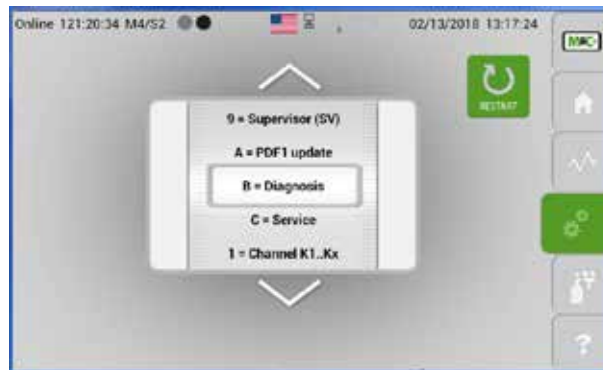 Online 121:20:34 M4/S2 02/13/2018 13:17:24
MRC
RESTART
9 = Supervisor (SV)
A = PDF1 update
B = Diagnosis
C = Service
1 = Channel K1..Kx
?